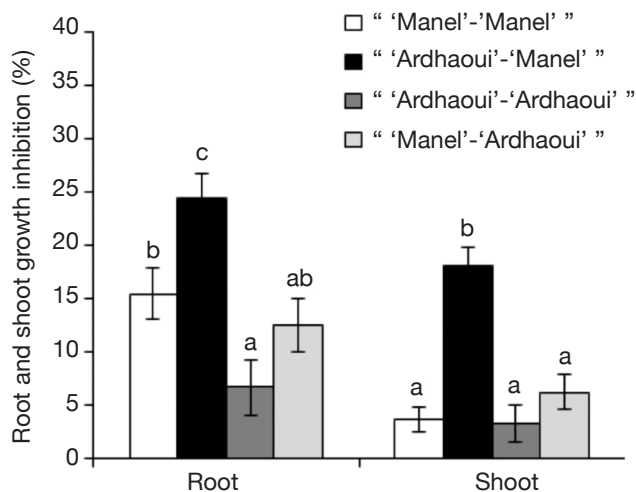 Root and shoot growth inhibition (%)
40
35
30
25
20
15
10
5
0
“ ‘Manel’-’Manel’ ”
“ ‘Ardhaoui’-‘Manel’ ”
“ ‘Ardhaoui’-‘Ardhaoui’ ”
“ ‘Manel’-‘Ardhaoui’ ”
b
c
a
ab
a
b
a
a
Root
Shoot